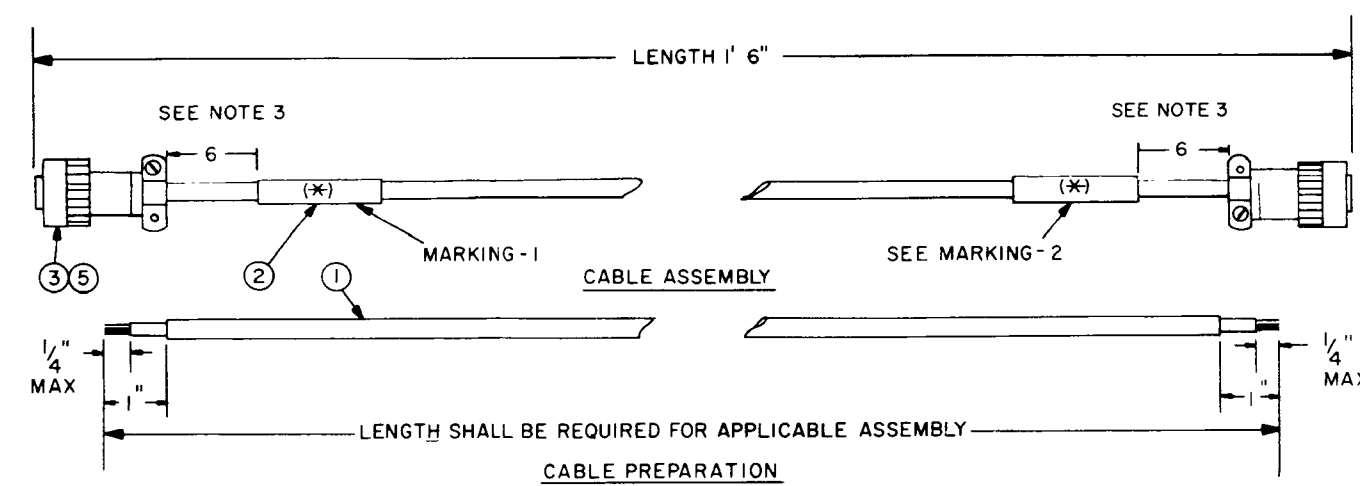 LENGTH 1' 6"
SEE NOTE 3
SEE NOTE 3
6
6
(*)
(*)
MARKING-1
SEE MARKING-2
3 5
2
1
CABLE ASSEMBLY
1/4"
MAX
1"
1/4"
MAX
1"
LENGTH SHALL BE REQUIRED FOR APPLICABLE ASSEMBLY
CABLE PREPARATION